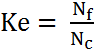 Ke = N_f / N_c